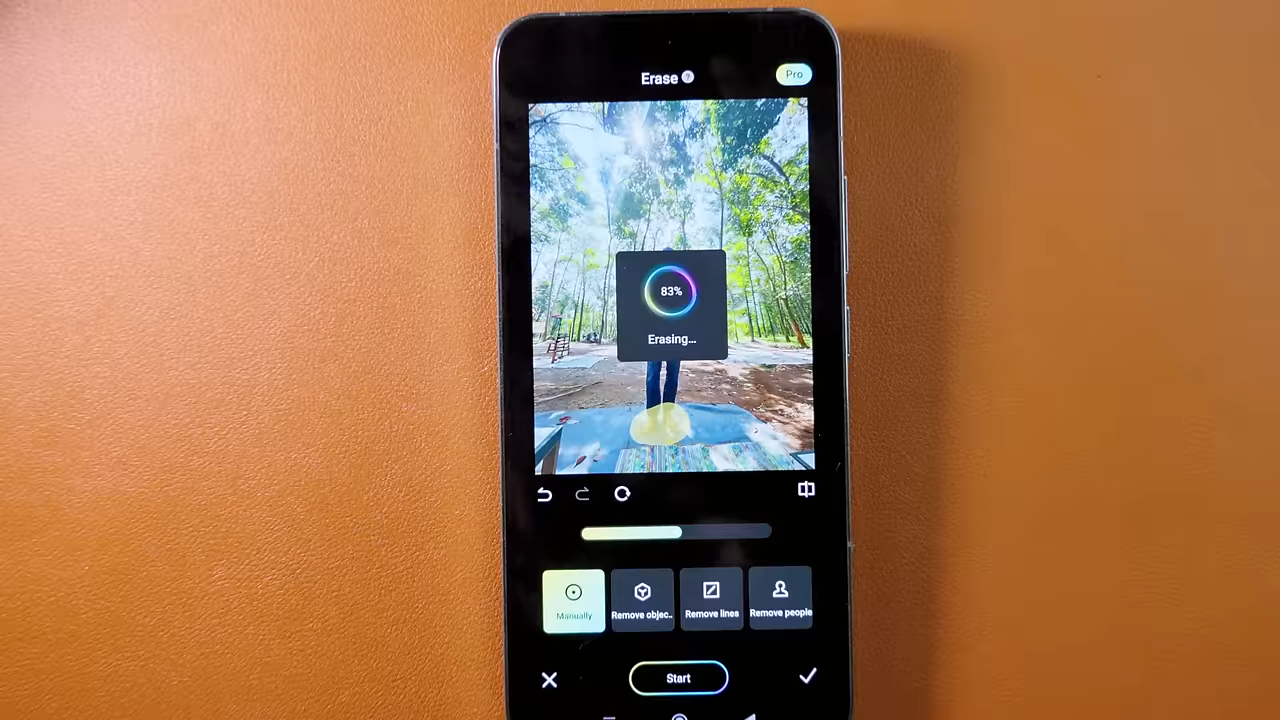 Erase ?
Pro
83%
Erasing...
Manually
Remove objec..
Remove lines
Remove people
Start